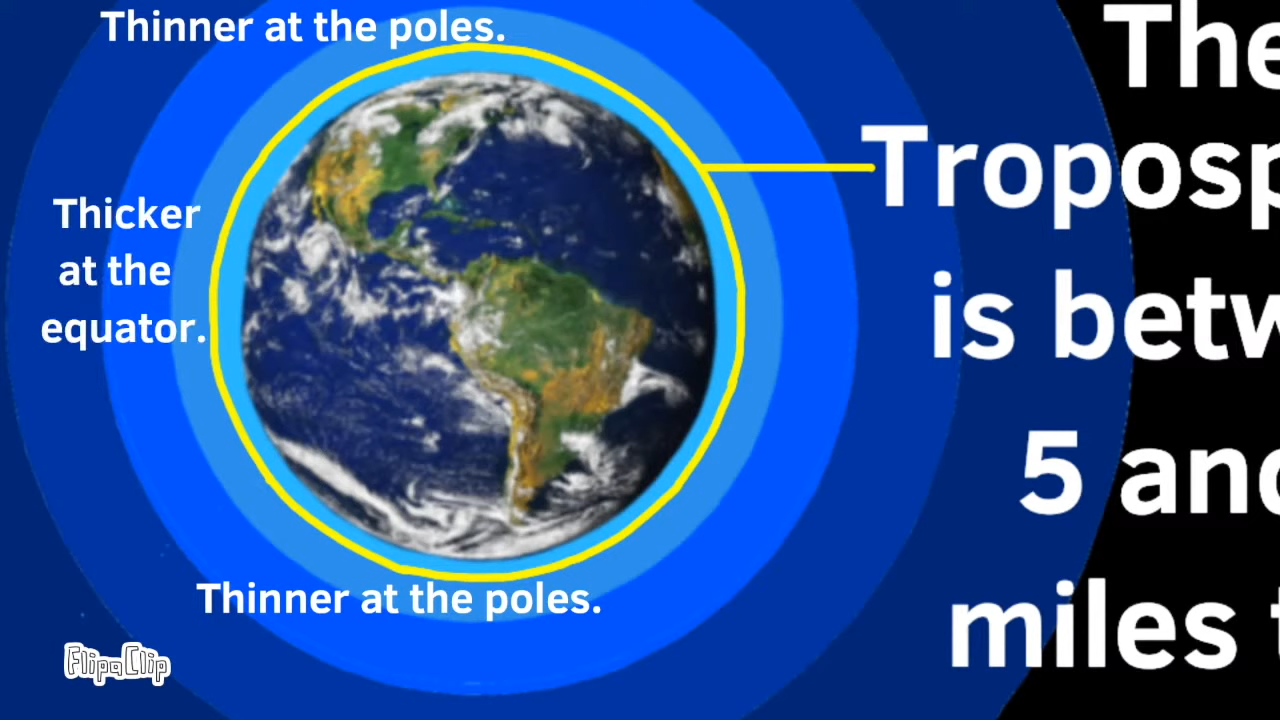 Thinner at the poles.
Thicker
at the
equator.
Thinner at the poles.
The
Troposp
is betw
5 and
miles t
FlipaClip